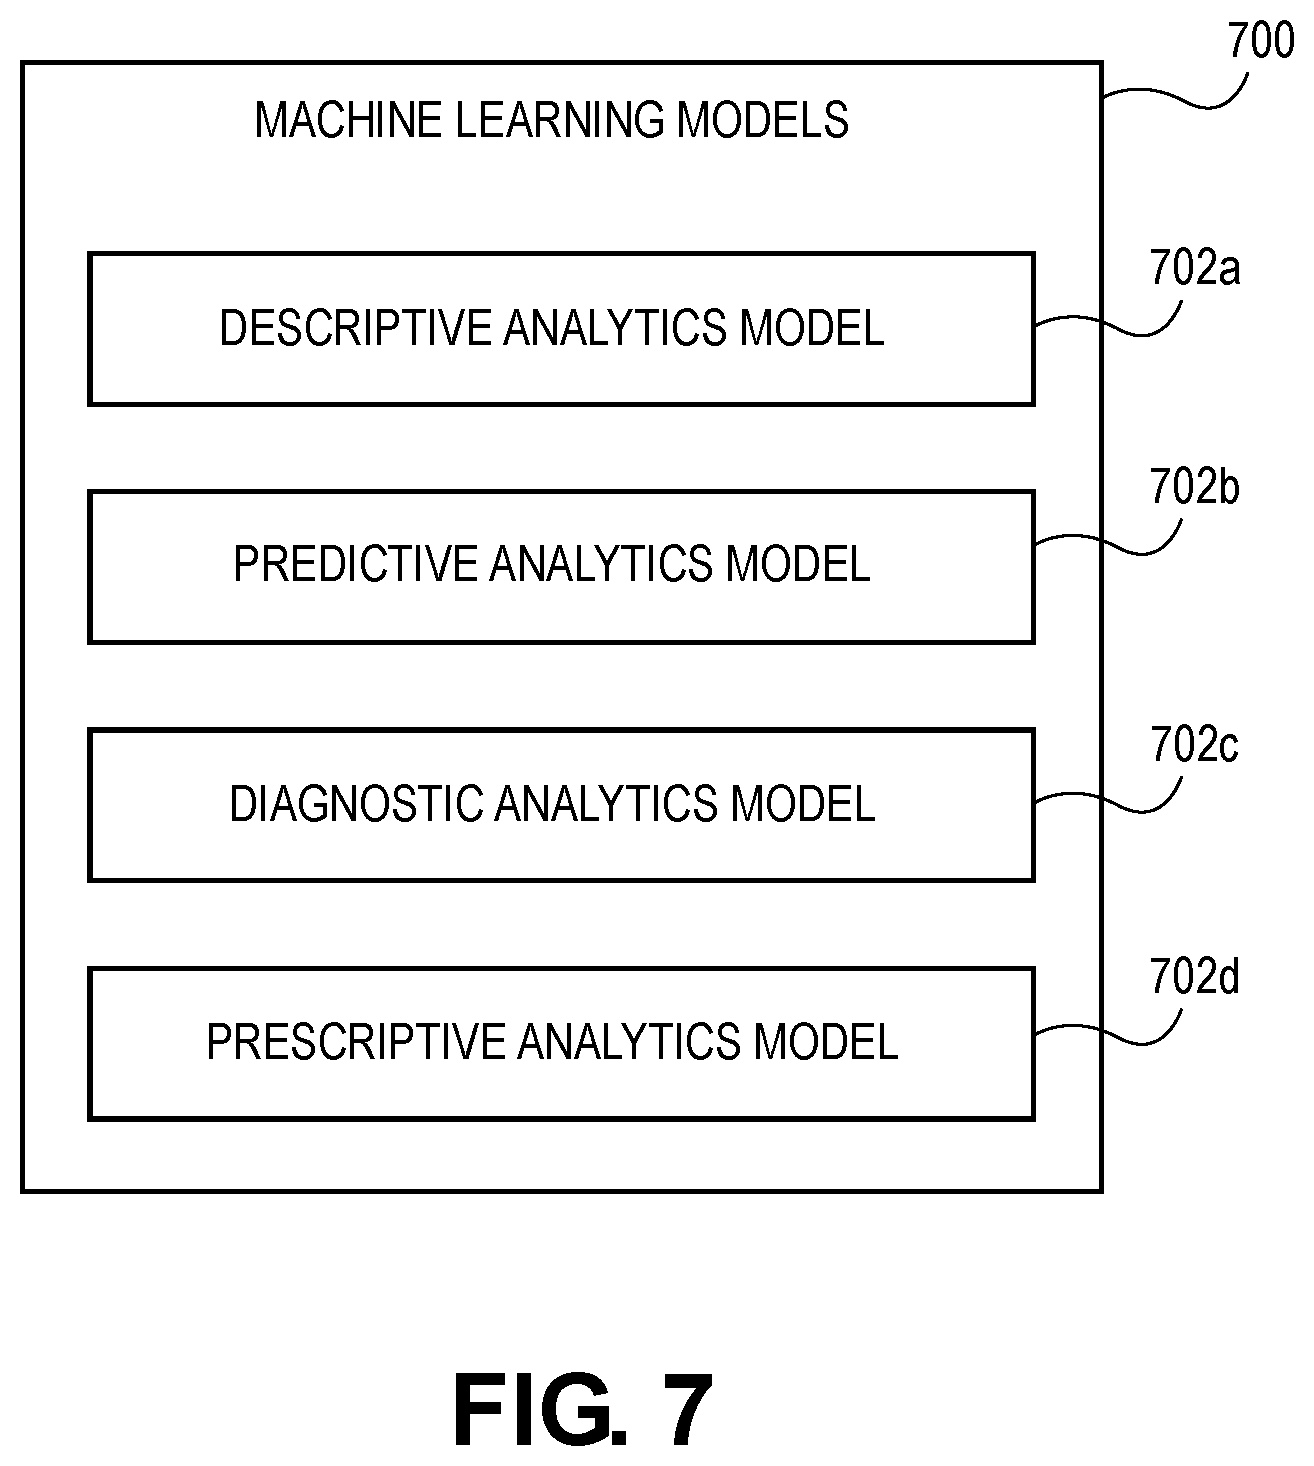 700
MACHINE LEARNING MODELS
702a
DESCRIPTIVE ANALYTICS MODEL
702b
PREDICTIVE ANALYTICS MODEL
702c
DIAGNOSTIC ANALYTICS MODEL
702d
PRESCRIPTIVE ANALYTICS MODEL
FIG. 7